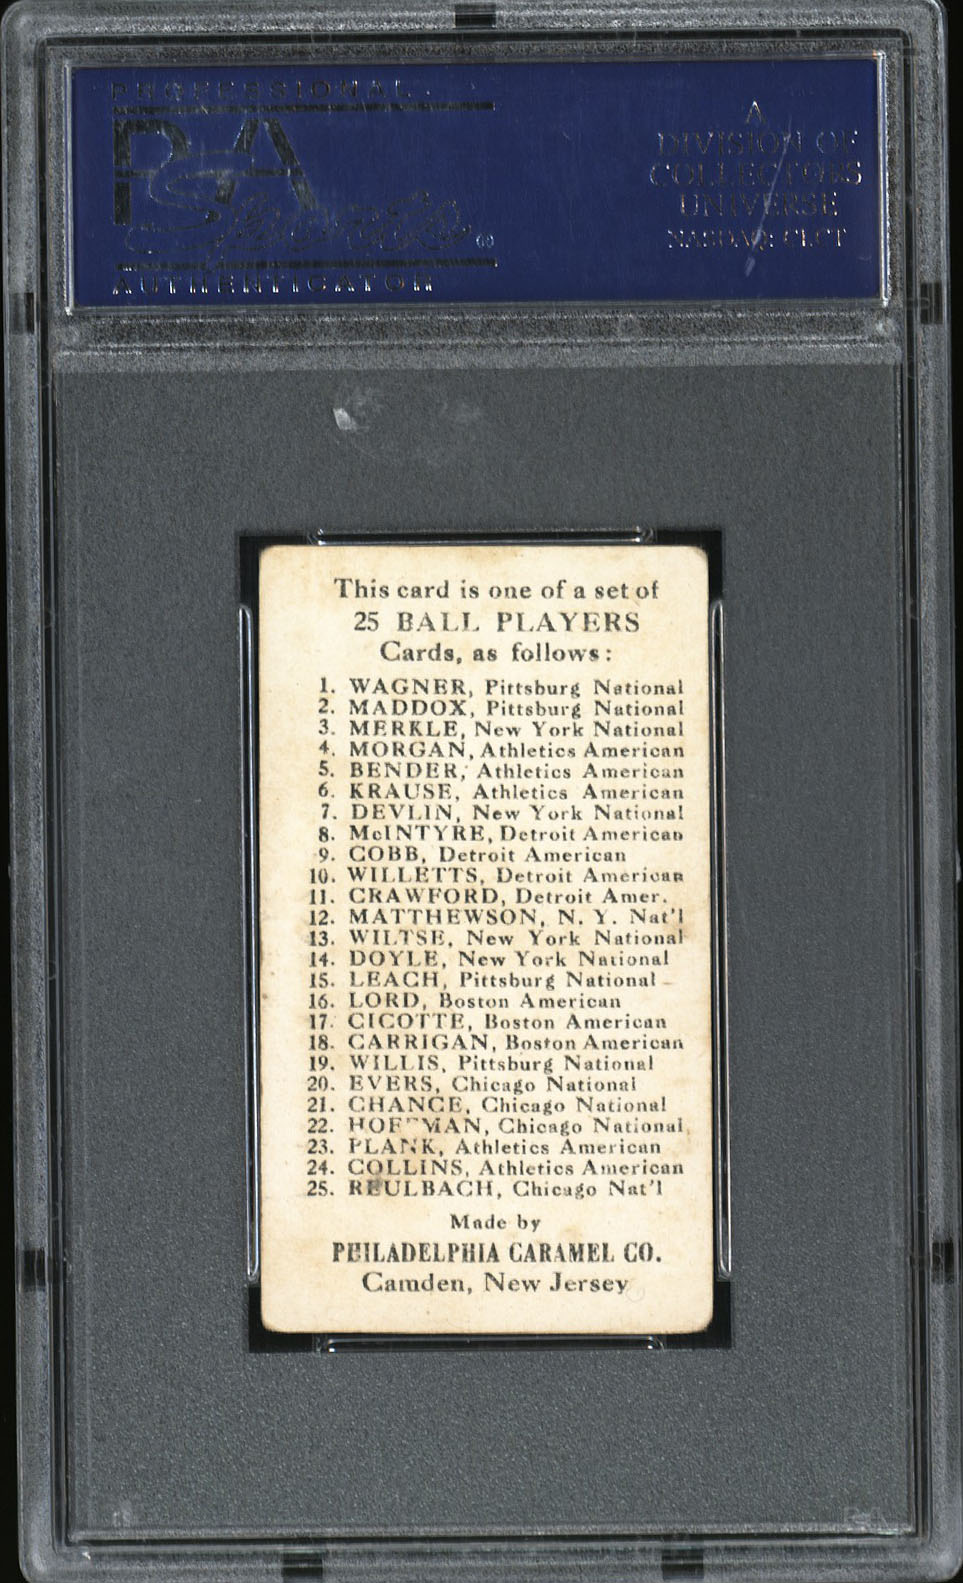 PROFESSIONAL
PSA
AUTHENTICATOR
A
DIVISION OF
COLLECTORS
UNIVERSE
NASDAQ: CLCT
This card is one of a set of
25 BALL PLAYERS
Cards, as follows:
1. WAGNER, Pittsburg National
2. MADDOX, Pittsburg National
3. MERKLE, New York National
4. MORGAN, Athletics American
5. BENDER, Athletics American
6. KRAUSE, Athletics American
7. DEVLIN, New York National
8. McINTYRE, Detroit American
9. COBB, Detroit American
10. WILLETTS, Detroit American
11. CRAWFORD, Detroit Amer.
12. MATTHEWSON, N. Y. Nat'l
13. WILTSE, New York National
14. DOYLE, New York National
15. LEACH, Pittsburg National
16. LORD, Boston American
17. CICOTTE, Boston American
18. CARRIGAN, Boston American
19. WILLIS, Pittsburg National
20. EVERS, Chicago National
21. CHANCE, Chicago National
22. HOFFMAN, Chicago National
23. PLANK, Athletics American
24. COLLINS, Athletics American
25. REULBACH, Chicago Nat'l
Made by
PHILADELPHIA CARAMEL CO.
Camden, New Jersey